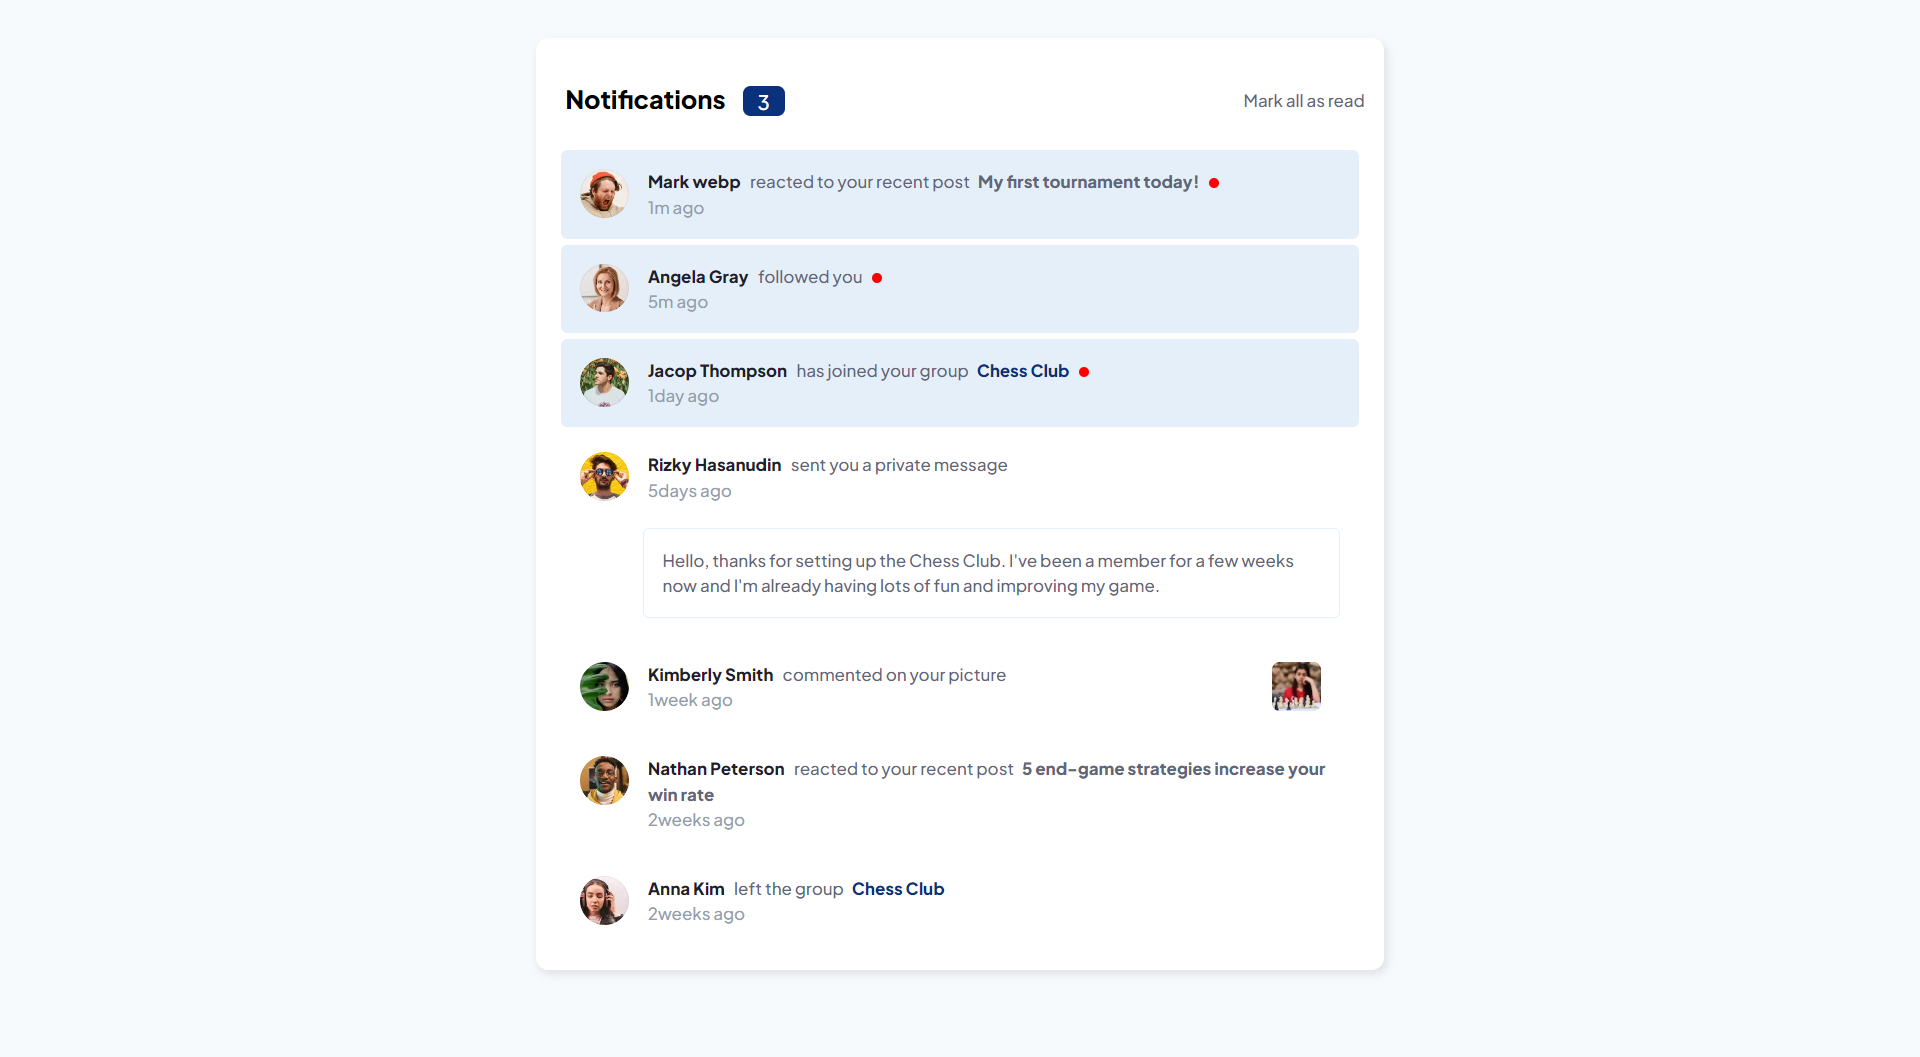 Notifications 3 Mark all as read
Mark webp reacted to your recent post My first tournament today!
1m ago
Angela Gray followed you
5m ago
Jacop Thompson has joined your group Chess Club
1day ago
Rizky Hasanudin sent you a private message
5days ago
Hello, thanks for setting up the Chess Club. I've been a member for a few weeks
now and I'm already having lots of fun and improving my game.
Kimberly Smith commented on your picture
1week ago
Nathan Peterson reacted to your recent post 5 end-game strategies increase your
win rate
2weeks ago
Anna Kim left the group Chess Club
2weeks ago